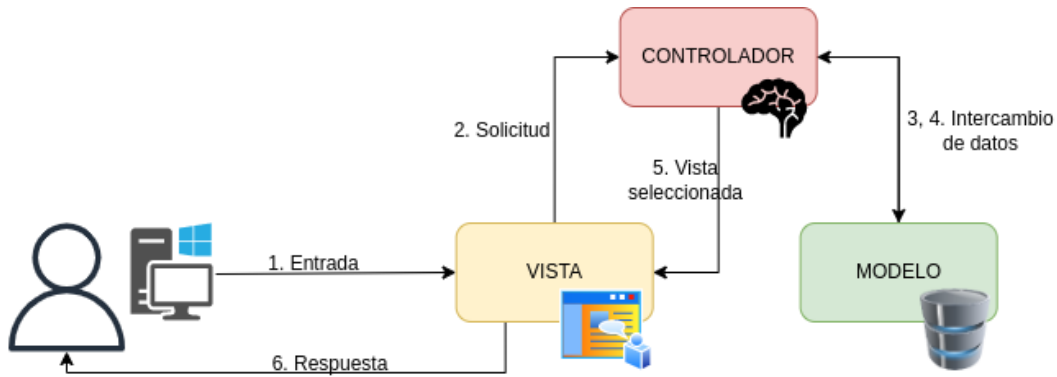 CONTROLADOR
2. Solicitud
3, 4. Intercambio
de datos
5. Vista
seleccionada
1. Entrada
VISTA
MODELO
6. Respuesta